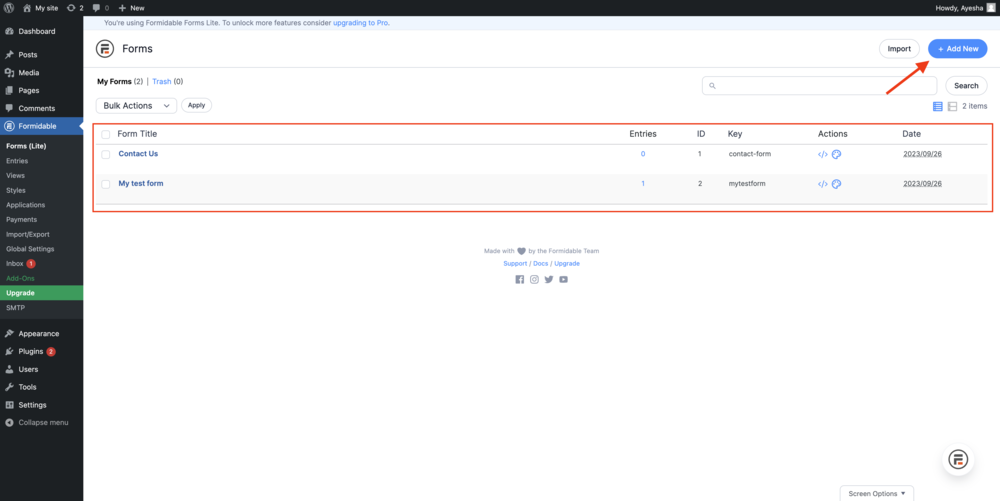 My site 2 0 + New Howdy, Ayesha
You're using Formidable Forms Lite. To unlock more features consider upgrading to Pro.
Dashboard
Posts
Media
Pages
Comments
Formidable
Forms (Lite)
Entries
Views
Styles
Applications
Payments
Import/Export
Global Settings
Inbox 1
Add-Ons
Upgrade
SMTP
Appearance
Plugins 2
Users
Tools
Settings
Collapse menu
Forms
Import + Add New
My Forms (2) | Trash (0)
Search
Bulk Actions Apply
2 items
Form Title Entries ID Key Actions Date
Contact Us 0 1 contact-form </> 2023/09/26
My test form 1 2 mytestform </> 2023/09/26
Made with by the Formidable Team
Support / Docs / Upgrade
Screen Options ▼